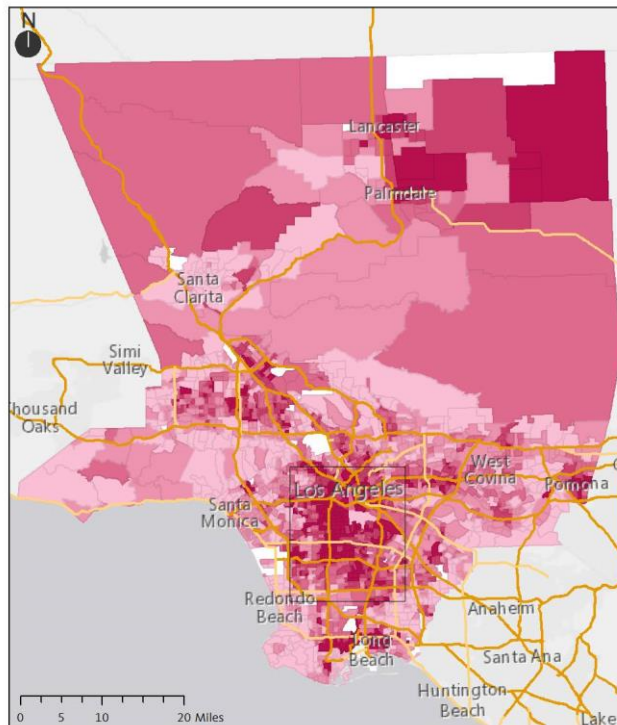 N
Lancaster
Palmdale
Santa
Clarita
Simi
Valley
Thousand
Oaks
West
Covina
Los Angeles
Pomona
Santa
Monica
Redondo
Beach
Anaheim
Long
Beach
Santa Ana
Huntington
Beach
Lake
0 5 10 20 Miles